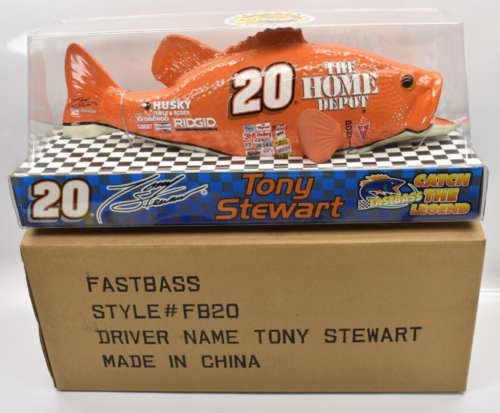 THE
HOME
DEPOT
20
HUSKY
RIDGID
20
Tony
Stewart
FASTBASS
CATCH
THE
LEGEND
FASTBASS
STYLE#FB20
DRIVER NAME TONY STEWART
MADE IN CHINA